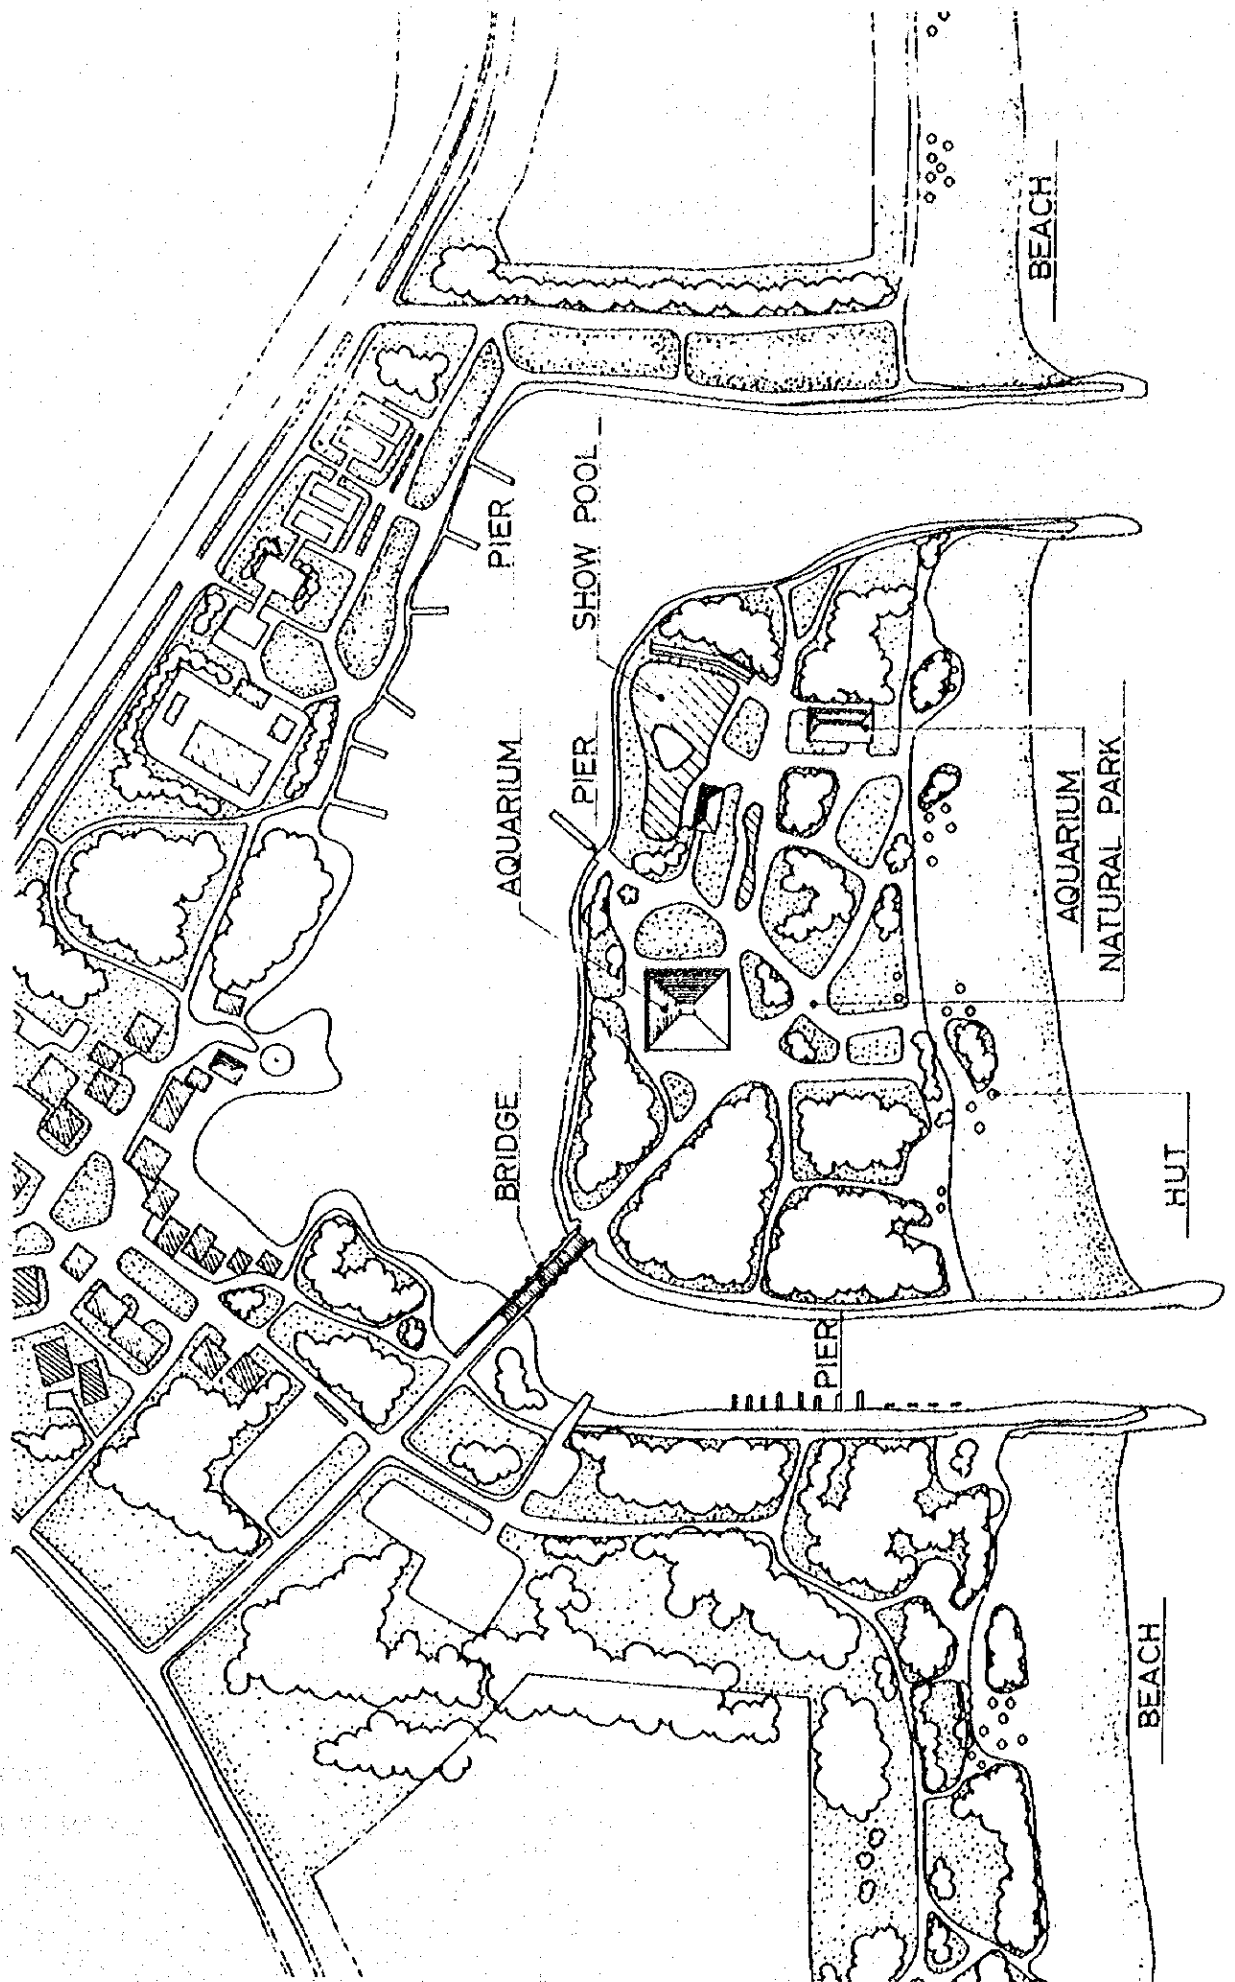 BEACH
PIER
SHOW POOL
PIER
AQUARIUM
BRIDGE
AQUARIUM
NATURAL PARK
HUT
PIER
BEACH